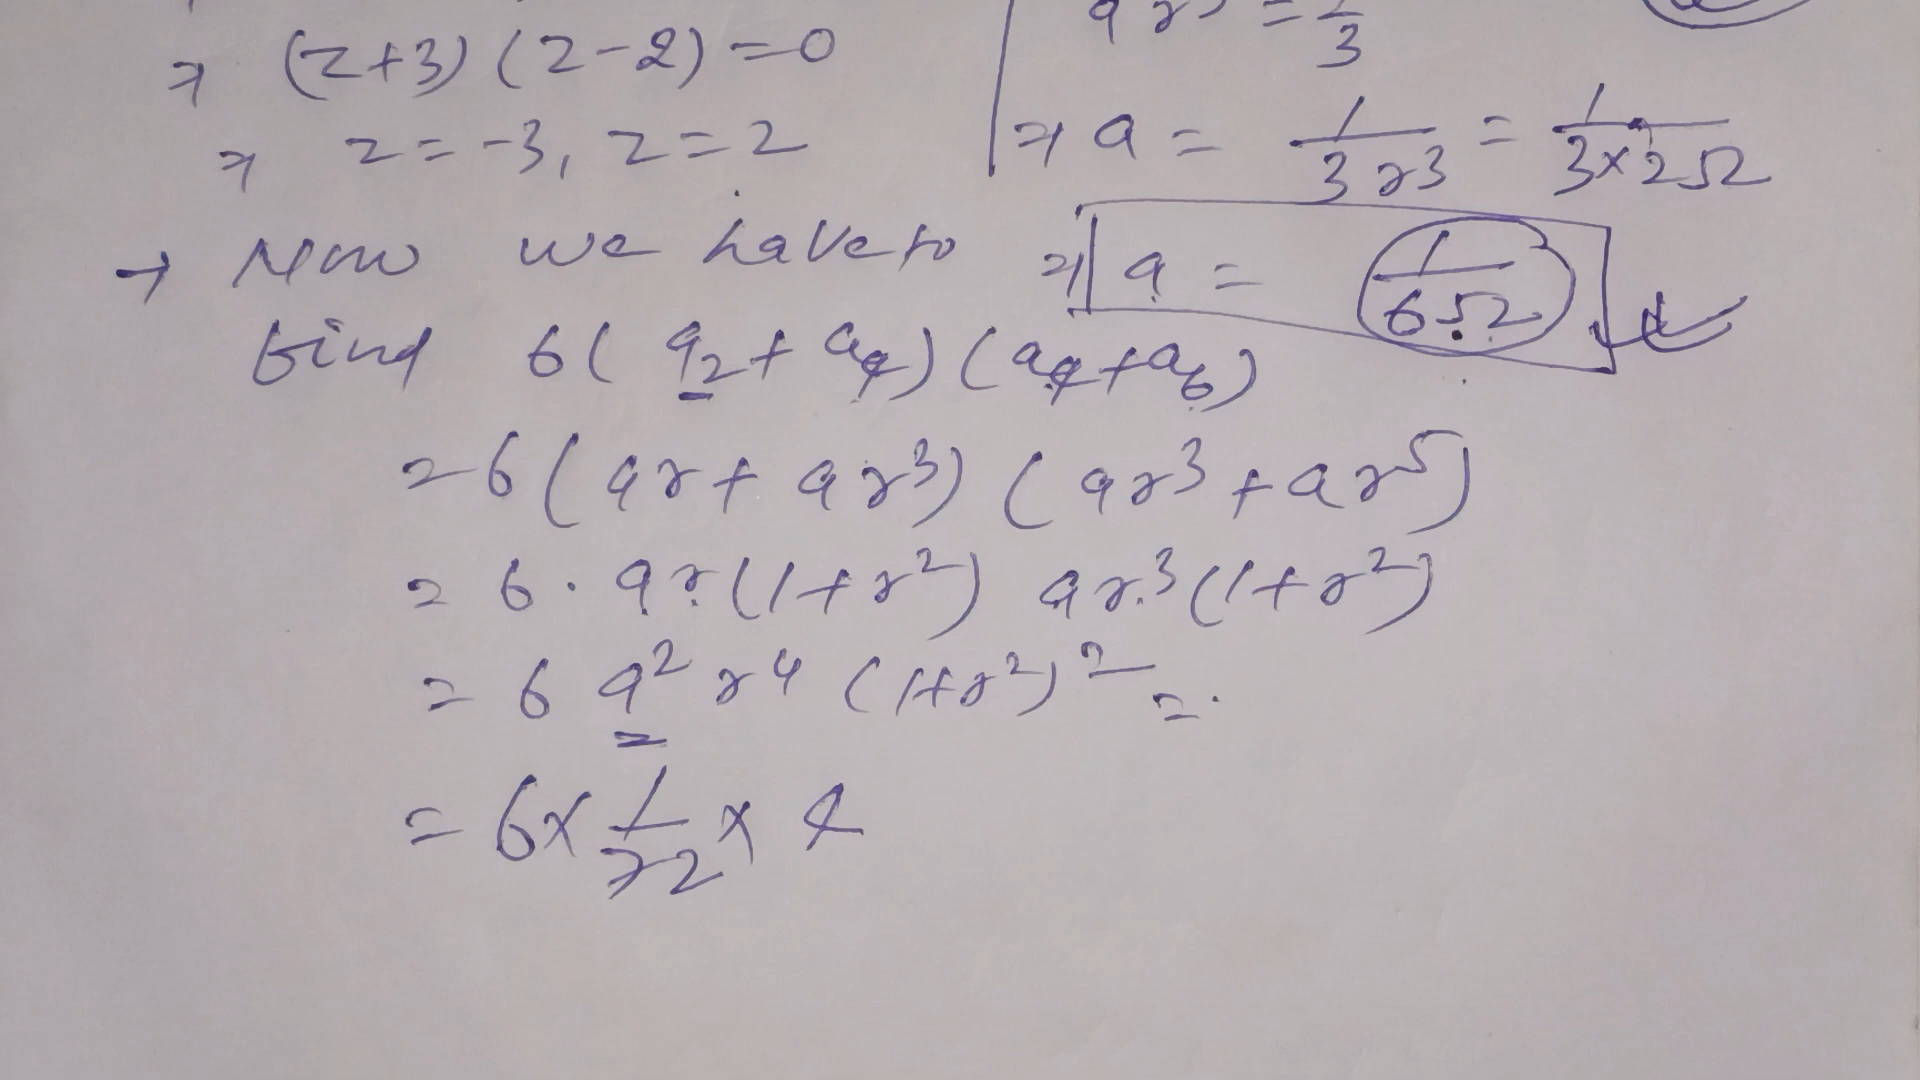 ⇒ (z+3) (z-2) = 0
ar³ = 1/3
⇒ z = -3, z = 2
⇒ a = 1/3r³ = 1/3×2√2
→ Now we have to
⇒ a = 1/6√2
find 6(a₂ + a₄) (a₄ + a₆)
= 6(ar + ar³) (ar³ + ar⁵)
= 6 · ar(1+r²) ar³(1+r²)
= 6 a² r⁴ (1+r²)² =
= 6 × 1/72 × 4